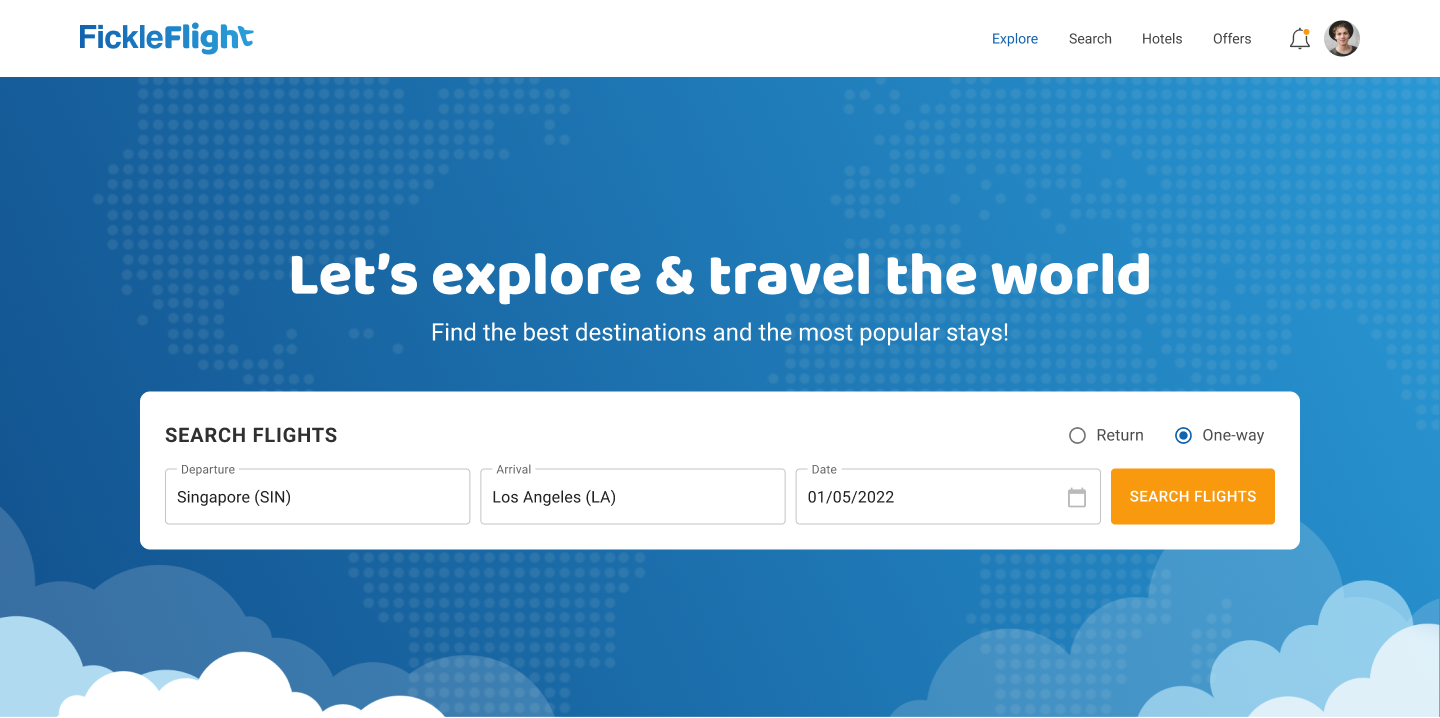 FickleFlight
Explore Search Hotels Offers
Let's explore & travel the world
Find the best destinations and the most popular stays!
SEARCH FLIGHTS
Return One-way
Departure
Singapore (SIN)
Arrival
Los Angeles (LA)
Date
01/05/2022
SEARCH FLIGHTS